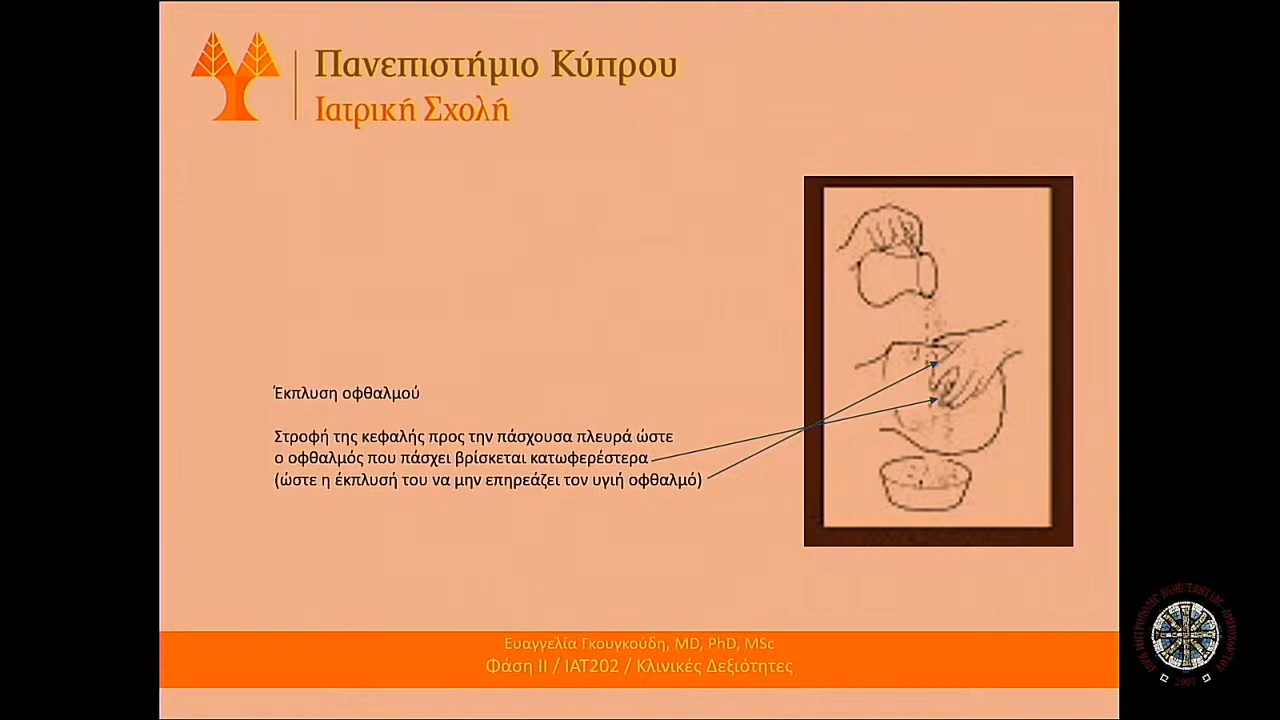 Πανεπιστήμιο Κύπρου
Ιατρική Σχολή
Έκπλυση οφθαλμού
Στροφή της κεφαλής προς την πάσχουσα πλευρά ώστε
ο οφθαλμός που πάσχει βρίσκεται κατωφερέστερα
(ώστε η έκπλυσή του να μην επηρεάζει τον υγιή οφθαλμό)
Ευαγγελία Γκουγκούδη, MD, PhD, MSc
Φάση ΙΙ / ΙΑΤ202 / Κλινικές Δεξιότητες
2007